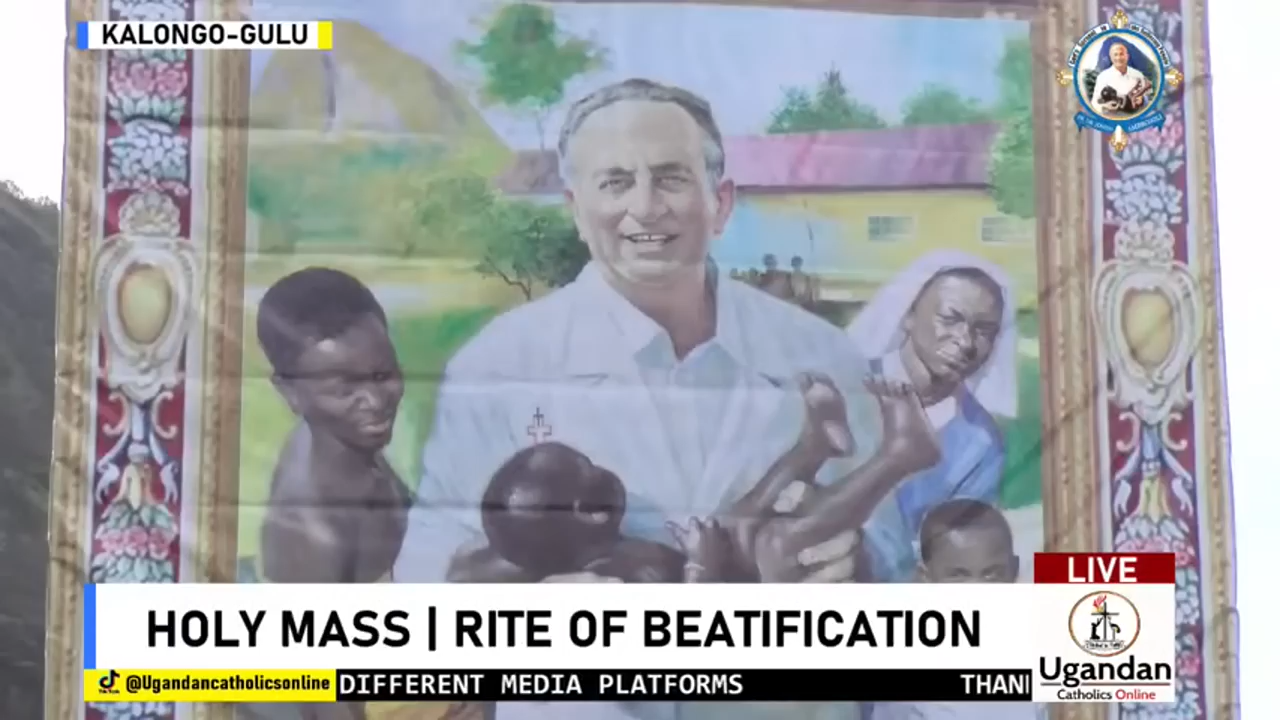 KALONGO-GULU
LIVE
HOLY MASS | RITE OF BEATIFICATION
@Ugandancatholicsonline
DIFFERENT MEDIA PLATFORMS
THANI
Ugandan
Catholics Online